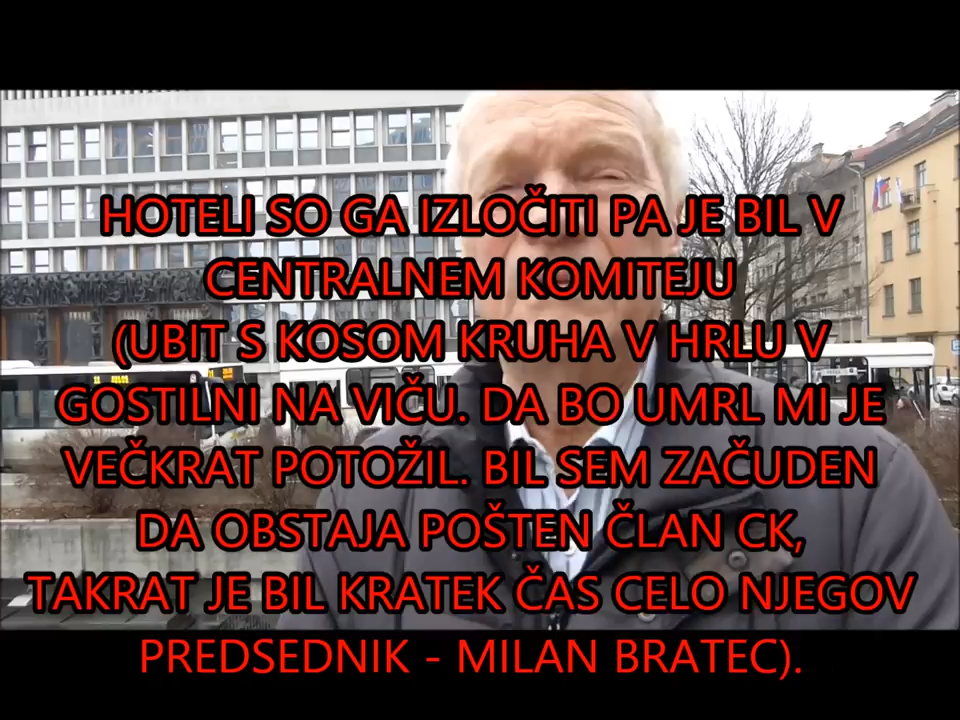 HOTELI SO GA IZLOČITI PA JE BIL V
CENTRALNEM KOMITEJU
(UBIT S KOSOM KRUHA V HRLU V
GOSTILNI NA VIČU. DA BO UMRL MI JE
VEČKRAT POTOŽIL. BIL SEM ZAČUDEN
DA OBSTAJA POŠTEN ČLAN CK,
TAKRAT JE BIL KRATEK ČAS CELO NJEGOV
PREDSEDNIK - MILAN BRATEC).